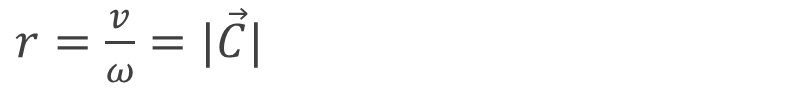 r = v/ω = |C⃗|